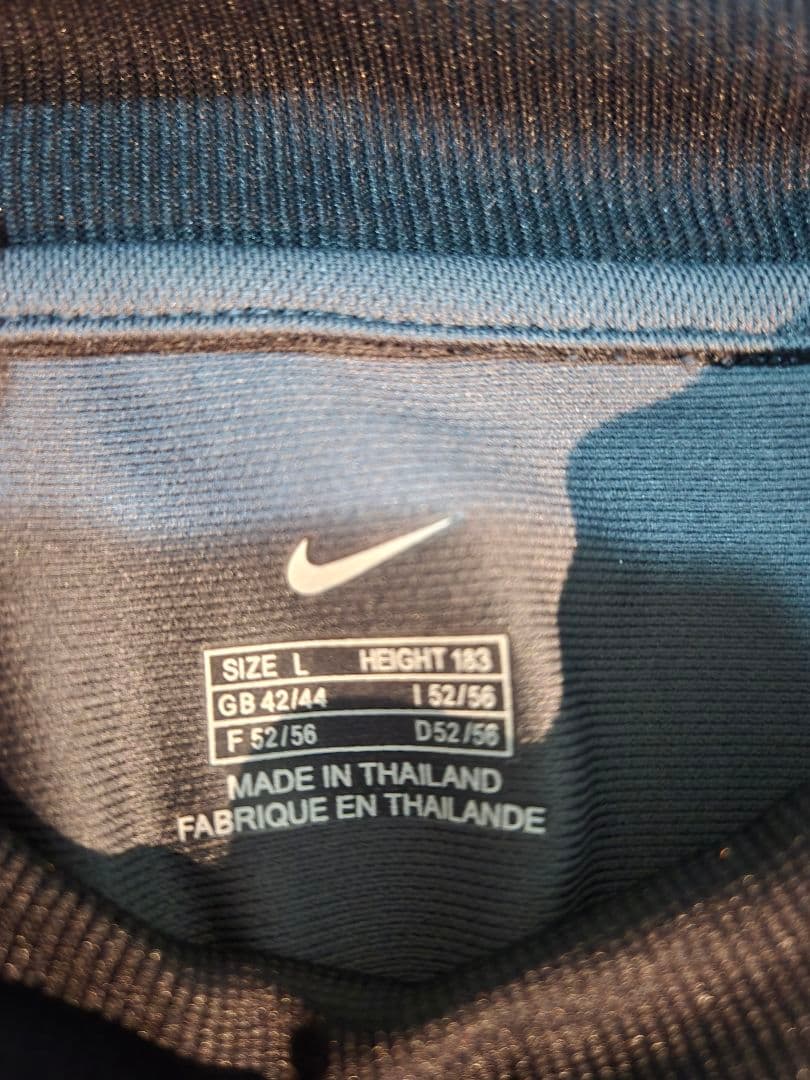 SIZE L HEIGHT 183
GB 42/44 I 52/56
F 52/56 D52/56
MADE IN THAILAND
FABRIQUE EN THAILANDE